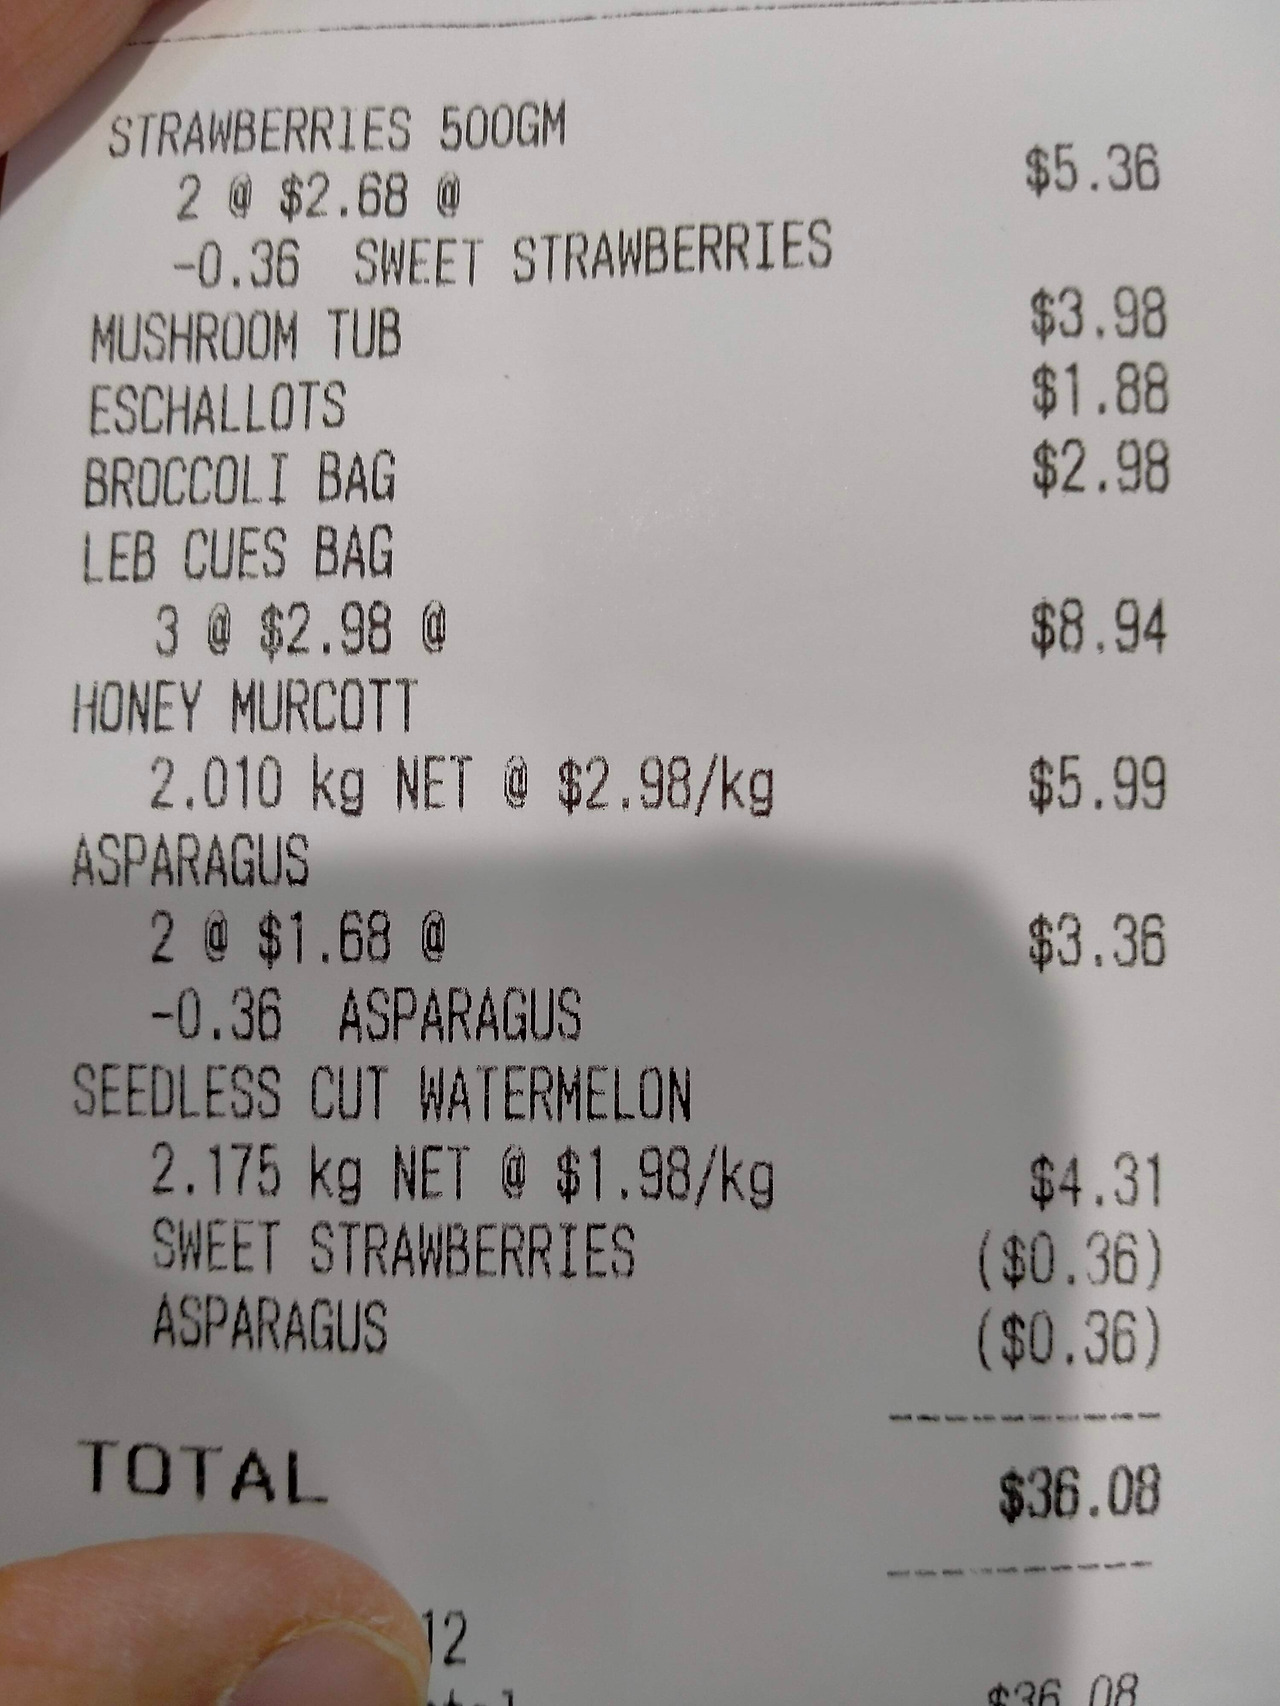 STRAWBERRIES 500GM
2 @ $2.68 @ $5.36
-0.36 SWEET STRAWBERRIES
MUSHROOM TUB $3.98
ESCHALLOTS $1.88
BROCCOLI BAG $2.98
LEB CUES BAG
3 @ $2.98 @ $8.94
HONEY MURCOTT
2.010 kg NET @ $2.98/kg $5.99
ASPARAGUS
2 @ $1.68 @ $3.36
-0.36 ASPARAGUS
SEEDLESS CUT WATERMELON
2.175 kg NET @ $1.98/kg $4.31
SWEET STRAWBERRIES ($0.36)
ASPARAGUS ($0.36)
TOTAL $36.08
12
$36.08